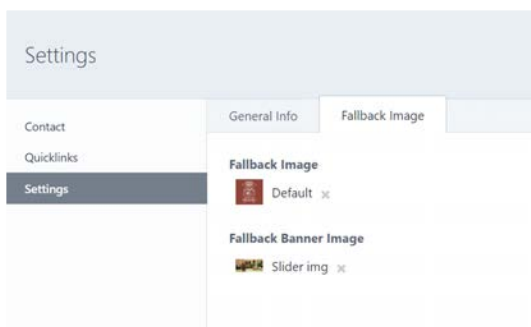 Settings
Contact
Quicklinks
Settings
General Info
Fallback Image
Fallback Image
Default
Fallback Banner Image
Slider img